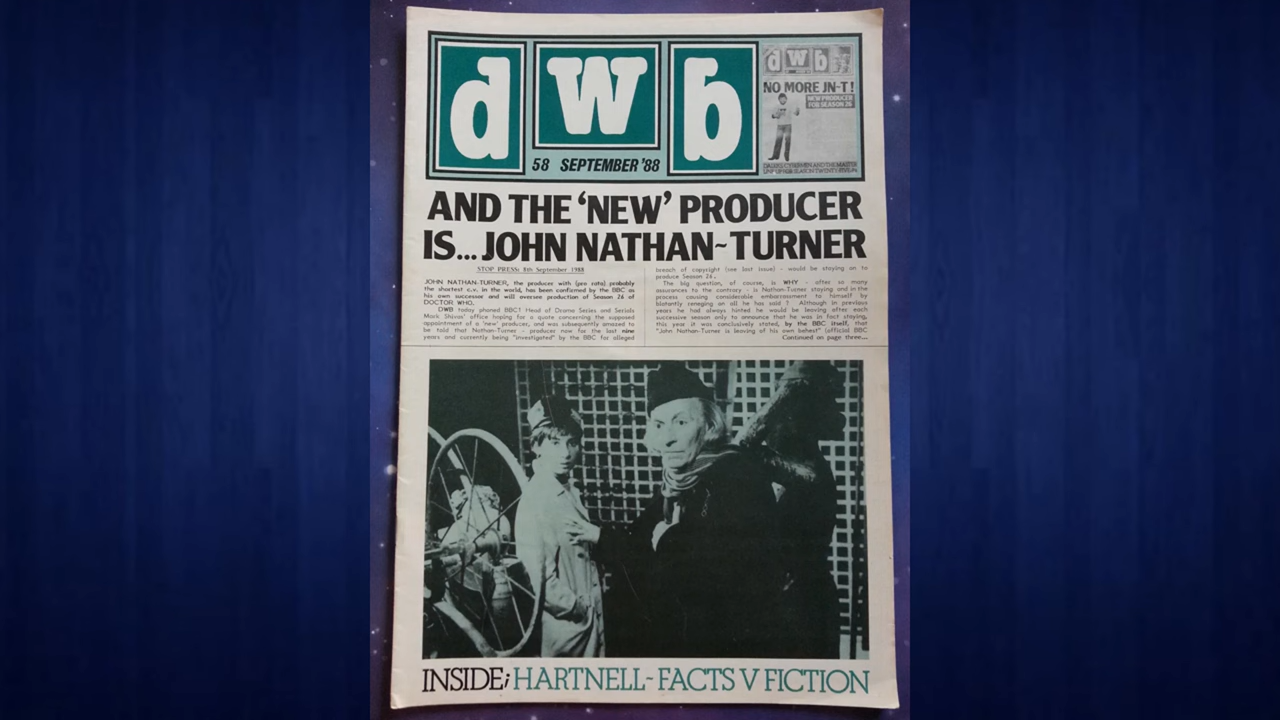 dwb
58 SEPTEMBER '88
dwb
NO MORE JN-T!
NEW PRODUCER
FOR SEASON 26
DALEKS, CYBERMEN AND THE MASTER
LINE UP FOR SEASON TWENTY FIVE
AND THE 'NEW' PRODUCER
IS... JOHN NATHAN-TURNER
STOP PRESS: 8th September 1988
JOHN NATHAN-TURNER, the producer with (pro rata) probably
the shortest c.v. in the world, has been confirmed by the BBC as
his own successor and will oversee production of Season 26 of
DOCTOR WHO.
DWB today phoned BBC1 Head of Drama Series and Serials
Mark Shivas' office hoping for a quote concerning the supposed
appointment of a 'new' producer, and was subsequently amazed to
be told that Nathan-Turner - producer now for the last nine
years and currently being "investigated" by the BBC for alleged
breach of copyright (see last issue) - would be staying on to
produce Season 26.
The big question, of course, is WHY - after so many
assurances to the contrary - is Nathan-Turner staying and in the
process causing considerable embarrassment to himself by
blatantly reneging on all he has said ? Although in previous
years he had always hinted he would be leaving after each
successive season only to announce that he was in fact staying,
this year it was conclusively stated, by the BBC itself, that
"John Nathan-Turner is leaving of his own behest" (official BBC
Continued on page three...
INSIDE; HARTNELL-FACTS V FICTION